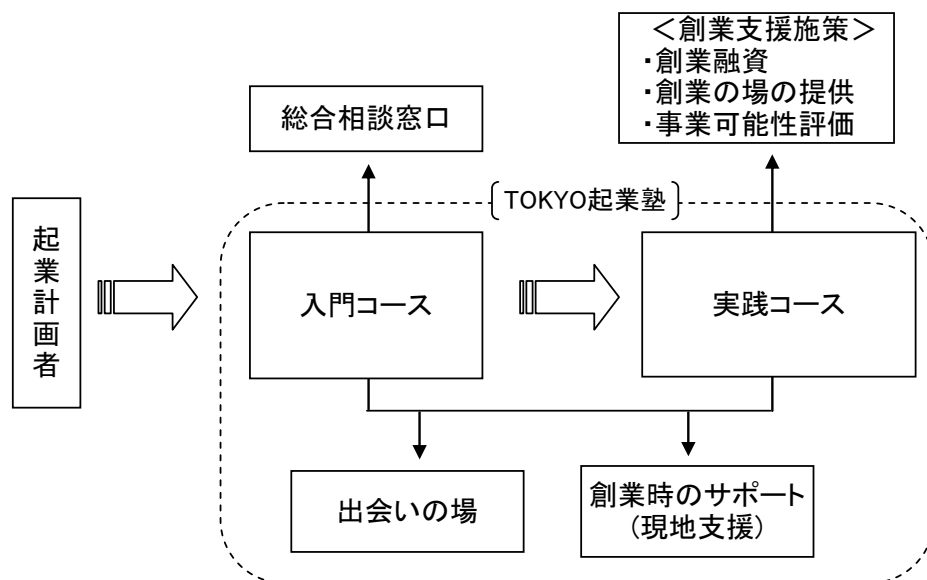 <創業支援施策>
・創業融資
・創業の場の提供
・事業可能性評価
総合相談窓口
TOKYO起業塾
起業計画者
入門コース
実践コース
出会いの場
創業時のサポート
(現地支援)